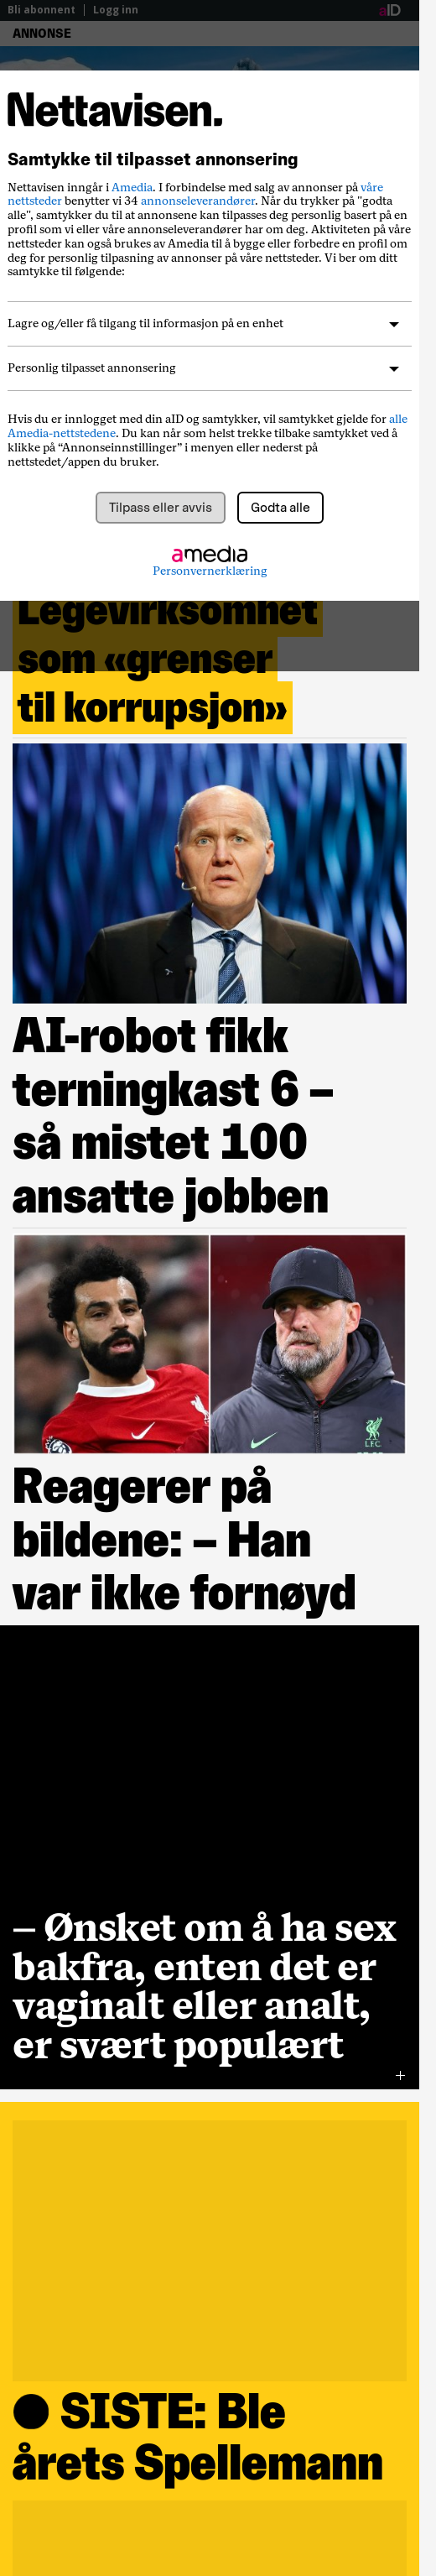 Bli abonnent | Logg inn
aID
ANNONSE
Nettavisen.
Samtykke til tilpasset annonsering
Nettavisen inngår i Amedia. I forbindelse med salg av annonser på våre
nettsteder benytter vi 34 annonseleverandører. Når du trykker på "godta
alle", samtykker du til at annonsene kan tilpasses deg personlig basert på en
profil som vi eller våre annonseleverandører har om deg. Aktiviteten på våre
nettsteder kan også brukes av Amedia til å bygge eller forbedre en profil om
deg for personlig tilpasning av annonser på våre nettsteder. Vi ber om ditt
samtykke til følgende:
Lagre og/eller få tilgang til informasjon på en enhet
Personlig tilpasset annonsering
Hvis du er innlogget med din aID og samtykker, vil samtykket gjelde for alle
Amedia-nettstedene. Du kan når som helst trekke tilbake samtykket ved å
klikke på “Annonseinnstillinger” i menyen eller nederst på
nettstedet/appen du bruker.
Tilpass eller avvis
Godta alle
amedia
Personvernerklæring
Legevirksomhet
som «grenser
til korrupsjon»
AI-robot fikk
terningkast 6 –
så mistet 100
ansatte jobben
L.F.C.
Reagerer på
bildene: – Han
var ikke fornøyd
– Ønsket om å ha sex
bakfra, enten det er
vaginalt eller analt,
er svært populært
+
● SISTE: Ble
årets Spellemann